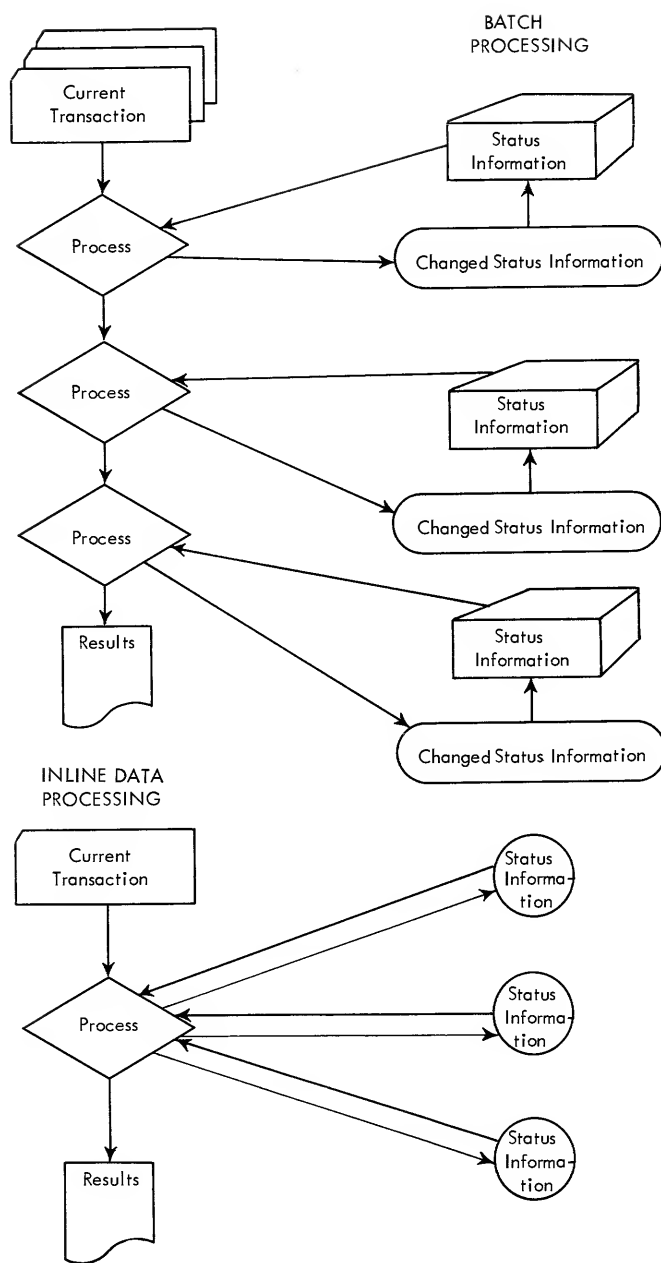 BATCH
PROCESSING
Current
Transaction
Status
Information
Process
Changed Status Information
Process
Status
Information
Changed Status Information
Process
Status
Information
Results
Changed Status Information
INLINE DATA
PROCESSING
Current
Transaction
Status
Informa-
tion
Process
Status
Informa-
tion
Status
Informa-
tion
Results